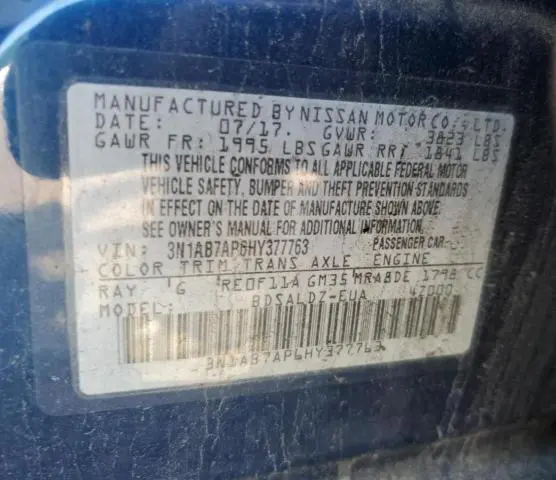 MANUFACTURED BY NISSAN MOTOR CO., LTD.
DATE: 07/17. GVWR: 3823 LBS
GAWR FR: 1995 LBS GAWR RR: 1841 LBS
THIS VEHICLE CONFORMS TO ALL APPLICABLE FEDERAL MOTOR
VEHICLE SAFETY, BUMPER AND THEFT PREVENTION STANDARDS
IN EFFECT ON THE DATE OF MANUFACTURE SHOWN ABOVE.
SEE OWNER'S MANUAL FOR ADDITIONAL INFORMATION.
VIN: 3N1AB7AP6HY377763 PASSENGER CAR
COLOR TRIM TRANS AXLE ENGINE
RAY G RE0F11A GM35 MRA8DE 1798 CC
MODEL: BDSALDZ-EUA 47000
3N1AB7AP6HY377763